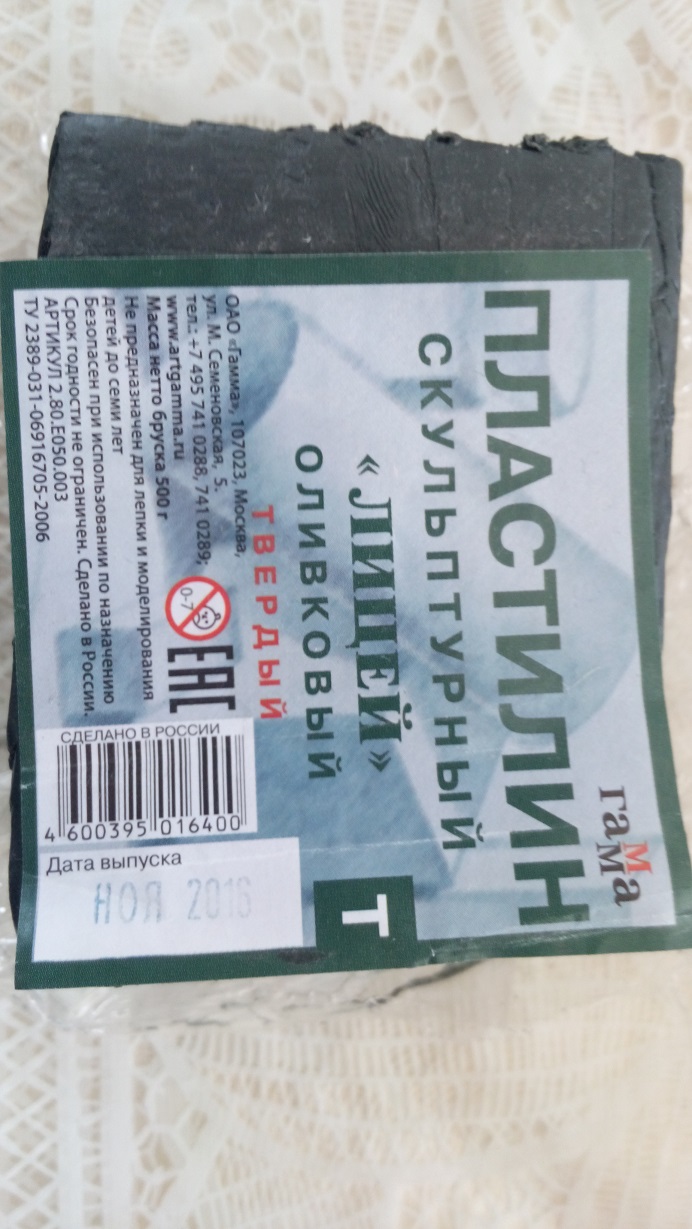 гамма
ПЛАСТИЛИН
СКУЛЬПТУРНЫЙ
«ЛИЦЕЙ»
ОЛИВКОВЫЙ
ТВЕРДЫЙ
Т
ОАО «Гамма», 107023, Москва,
ул. М. Семеновская, 5.
тел.: +7 495 741 0288, 741 0289;
www.artgamma.ru
Масса нетто бруска 500 г
Не предназначен для лепки и моделирования
детей до семи лет
Безопасен при использовании по назначению
Срок годности не ограничен. Сделано в России.
АРТИКУЛ 2.80.Е050.003
ТУ 2389-031-06916705-2006
0-7
ЕАС
СДЕЛАНО В РОССИИ
4 600395 016400
Дата выпуска
НОЯ 2016